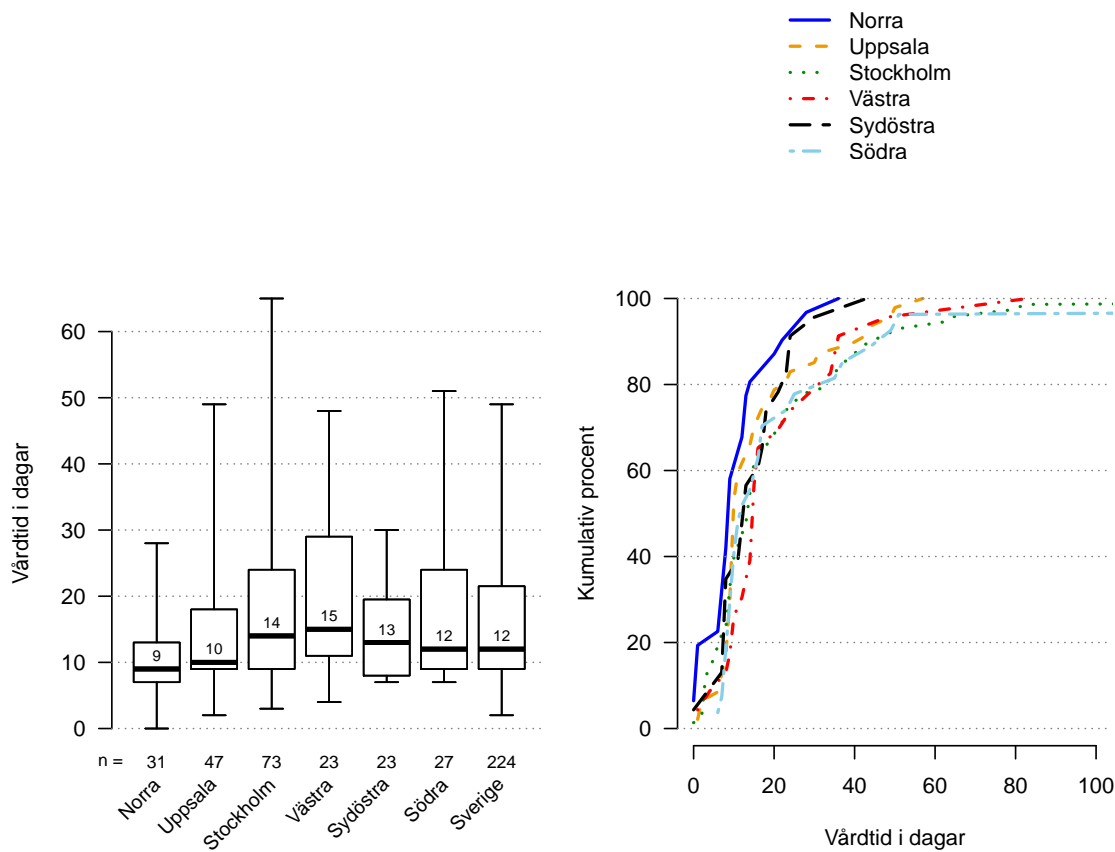 Norra
Uppsala
Stockholm
Västra
Sydöstra
Södra
Vårdtid i dagar
60
50
40
30
20
10
0
9
10
14
15
13
12
12
n = 31 47 73 23 23 27 224
Norra Uppsala Stockholm Västra Sydöstra Södra Sverige
Kumulativ procent
100
80
60
40
20
0
0 20 40 60 80 100
Vårdtid i dagar